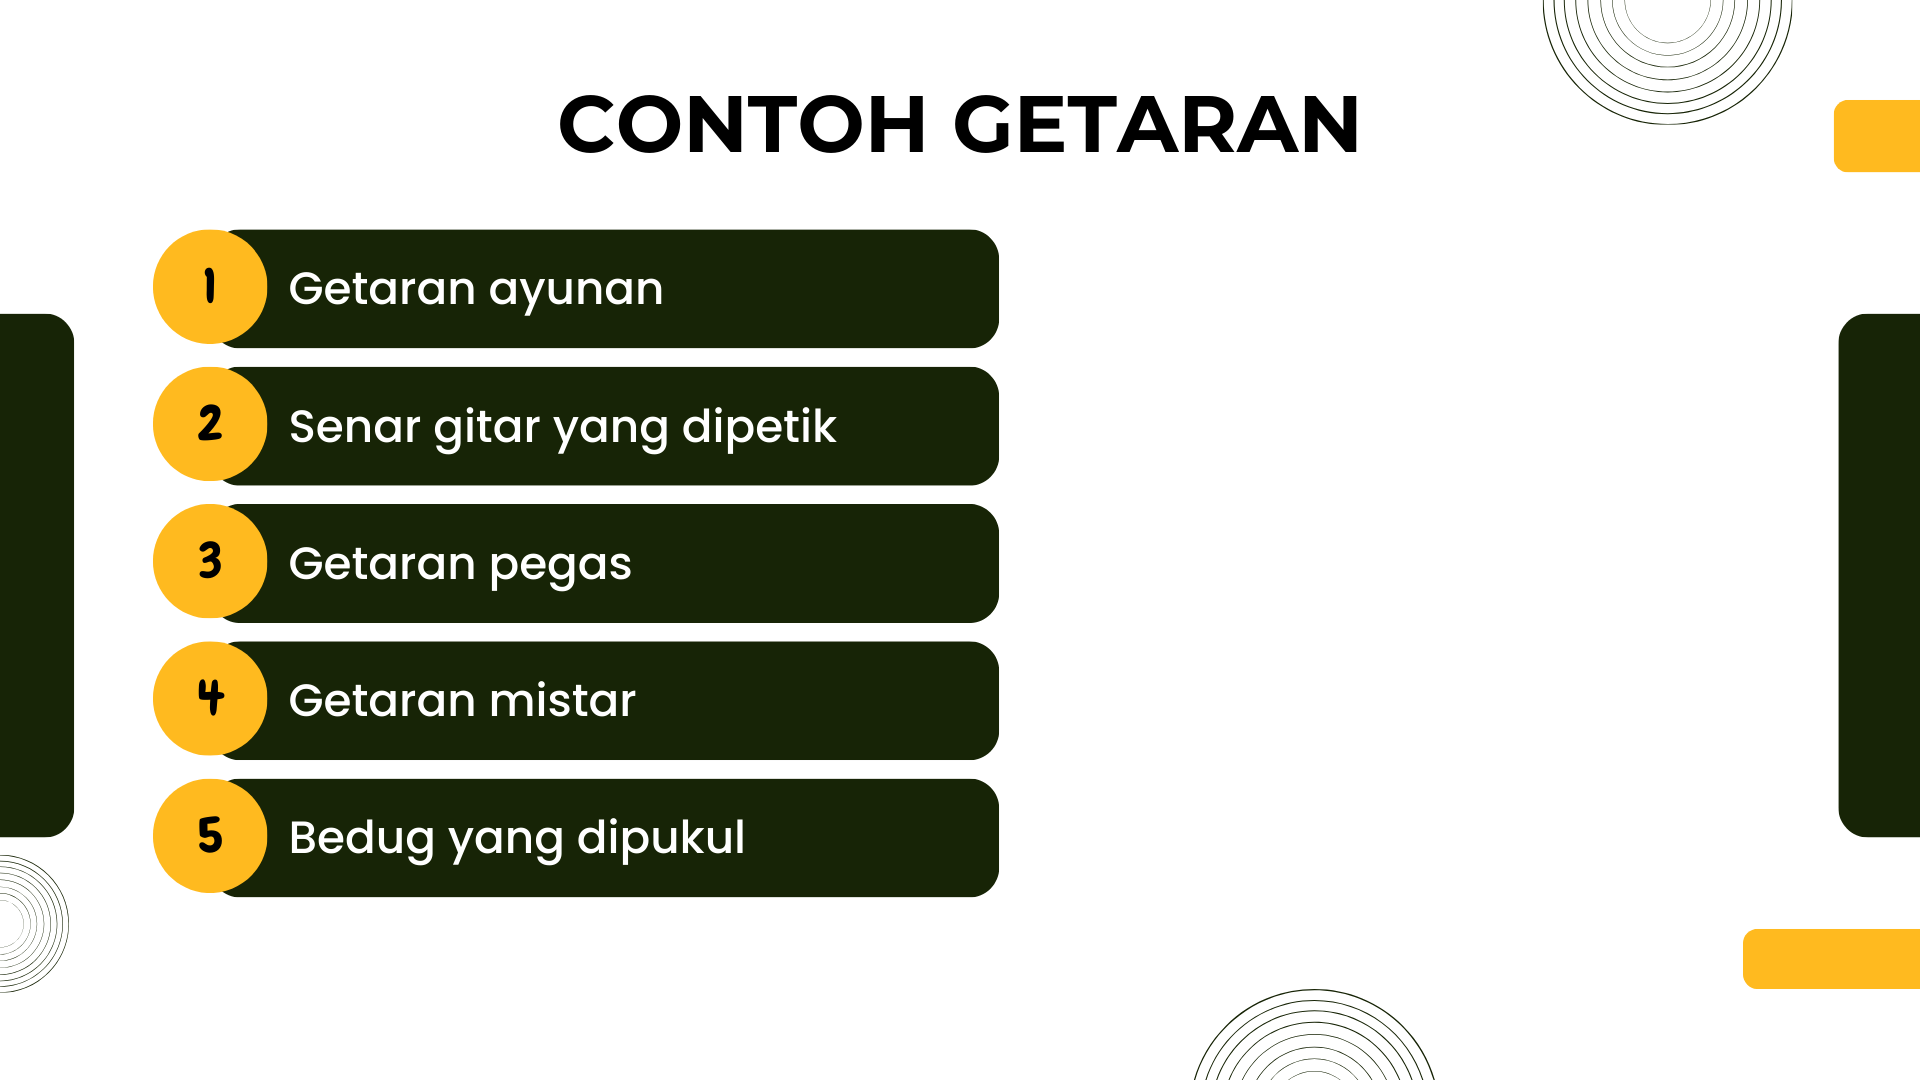 CONTOH GETARAN
1 Getaran ayunan
2 Senar gitar yang dipetik
3 Getaran pegas
4 Getaran mistar
5 Bedug yang dipukul